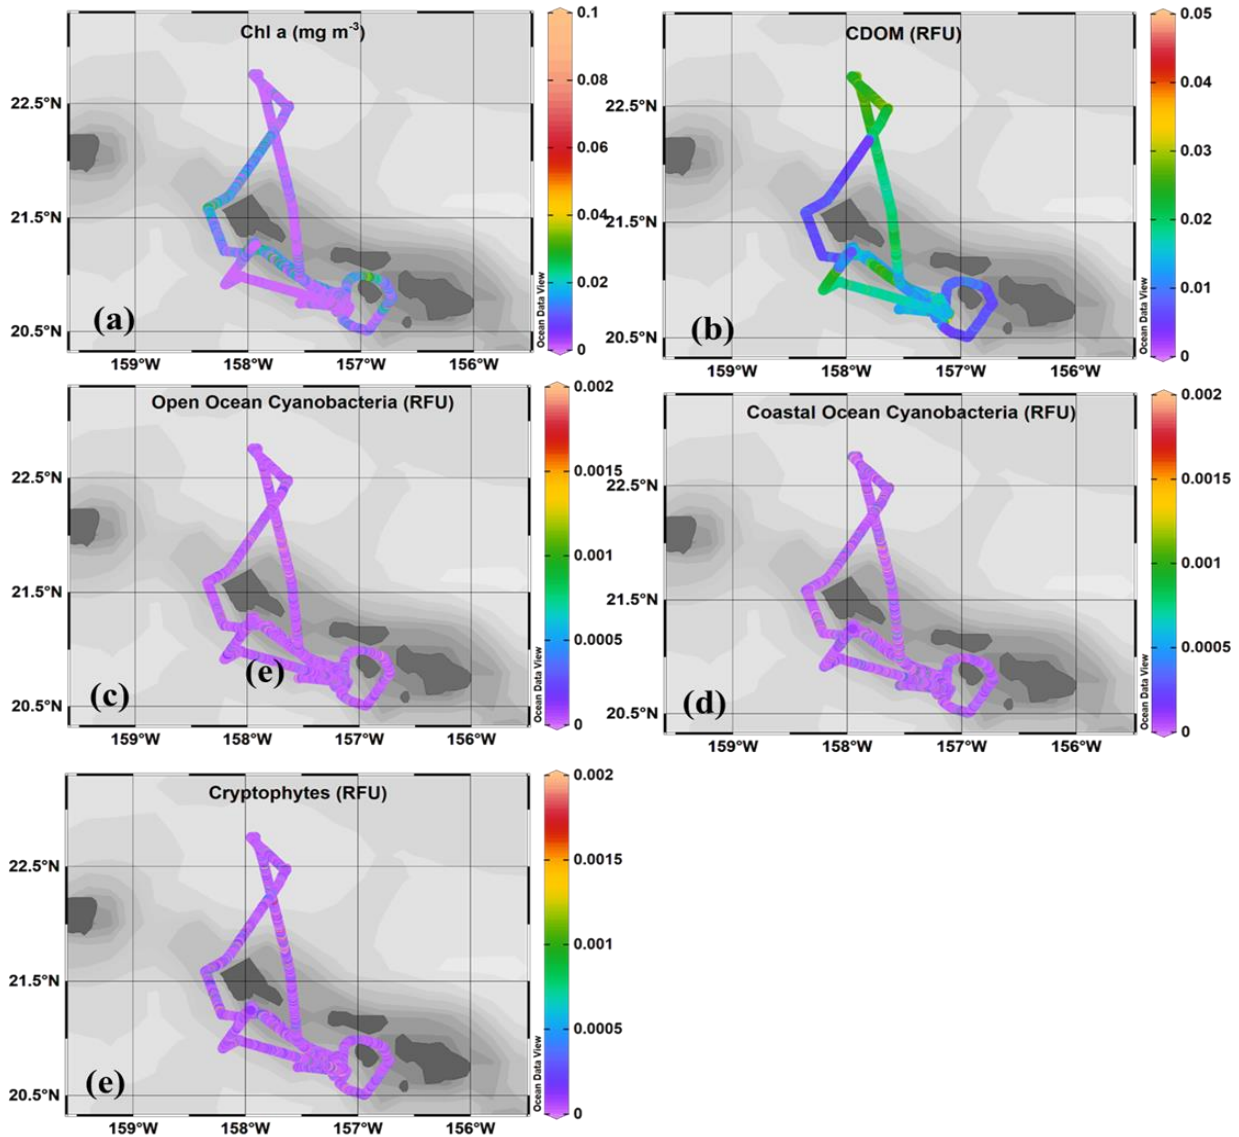 Chl a (mg m-3)
0.1
0.08
0.06
0.04
0.02
0
22.5°N
21.5°N
20.5°N
159°W 158°W 157°W 156°W
Ocean Data View
(a)
CDOM (RFU)
0.05
0.04
0.03
0.02
0.01
0
22.5°N
21.5°N
20.5°N
159°W 158°W 157°W 156°W
Ocean Data View
(b)
Open Ocean Cyanobacteria (RFU)
0.002
0.0015
0.001
0.0005
0
22.5°N
21.5°N
20.5°N
159°W 158°W 157°W 156°W
Ocean Data View
(e)
(c)
Coastal Ocean Cyanobacteria (RFU)
0.002
0.0015
0.001
0.0005
0
22.5°N
21.5°N
20.5°N
159°W 158°W 157°W 156°W
Ocean Data View
(d)
Cryptophytes (RFU)
0.002
0.0015
0.001
0.0005
0
22.5°N
21.5°N
20.5°N
159°W 158°W 157°W 156°W
Ocean Data View
(e)